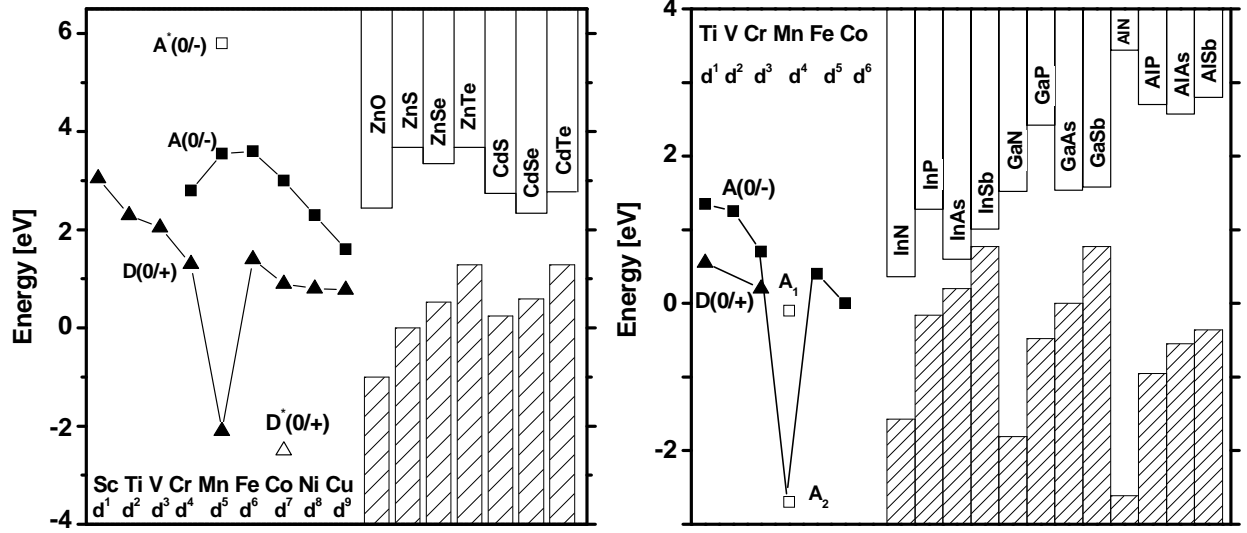 Energy [eV]
6
4
2
0
-2
-4
A*(0/-)
A(0/-)
D(0/+)
D*(0/+)
Sc Ti V Cr Mn Fe Co Ni Cu
d1 d2 d3 d4 d5 d6 d7 d8 d9
ZnO
ZnS
ZnSe
ZnTe
CdS
CdSe
CdTe
Energy [eV]
4
2
0
-2
Ti V Cr Mn Fe Co
d1 d2 d3 d4 d5 d6
A(0/-)
D(0/+)
A1
A2
InN
InP
InAs
InSb
GaN
GaP
GaAs
GaSb
AlN
AlP
AlAs
AlSb